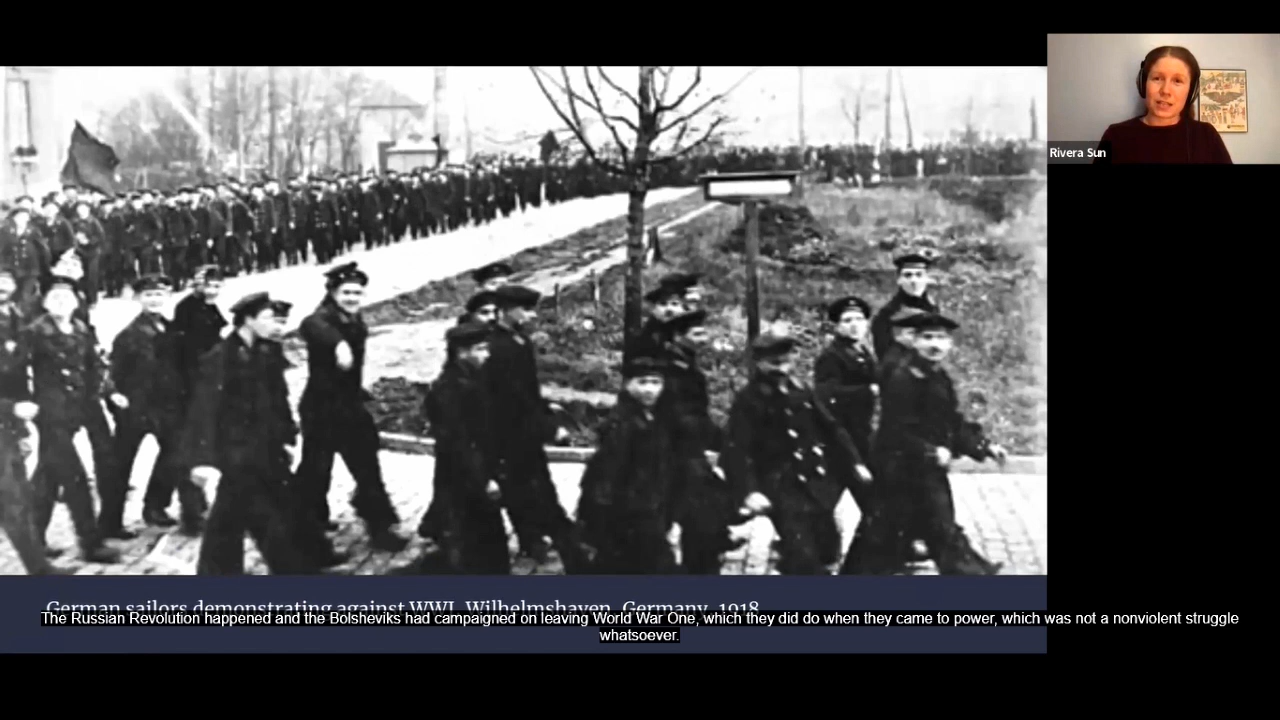 Rivera Sun
German sailors demonstrating against WWI, Wilhelmshaven, Germany, 1918
The Russian Revolution happened and the Bolsheviks had campaigned on leaving World War One, which they did do when they came to power, which was not a nonviolent struggle
whatsoever.